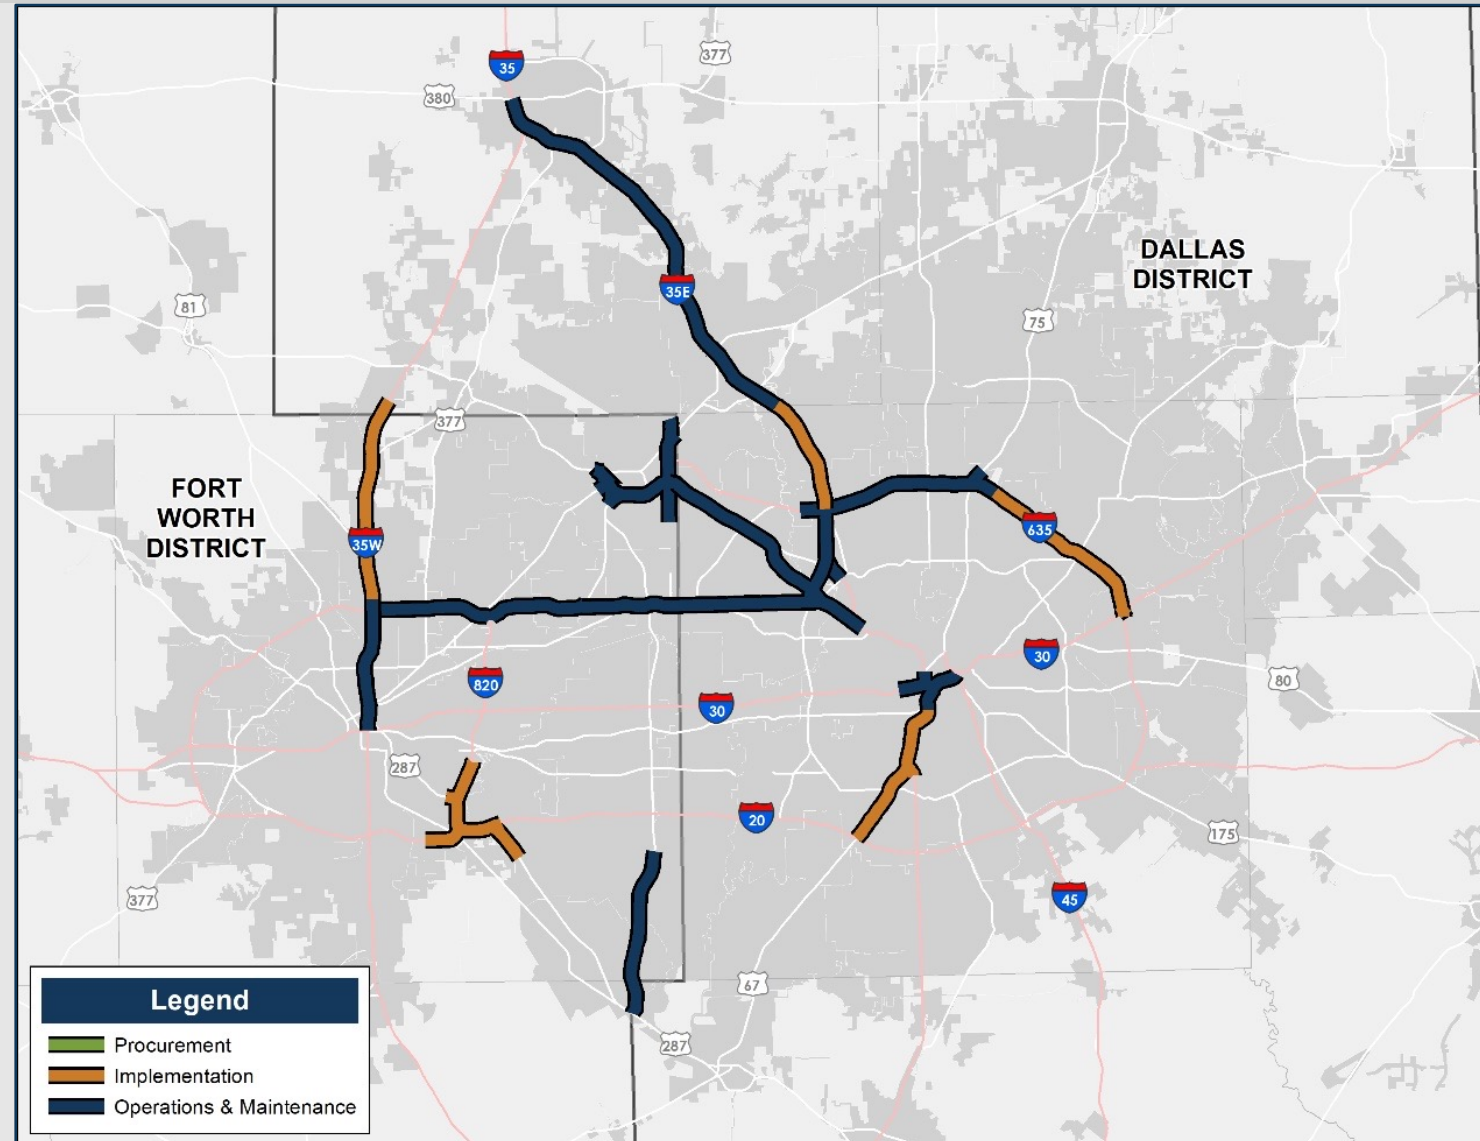 35
377
380
DALLAS
DISTRICT
35E
81
75
377
FORT
WORTH
DISTRICT
635
35W
30
820
80
30
287
20
175
45
377
67
287
Legend
Procurement
Implementation
Operations & Maintenance